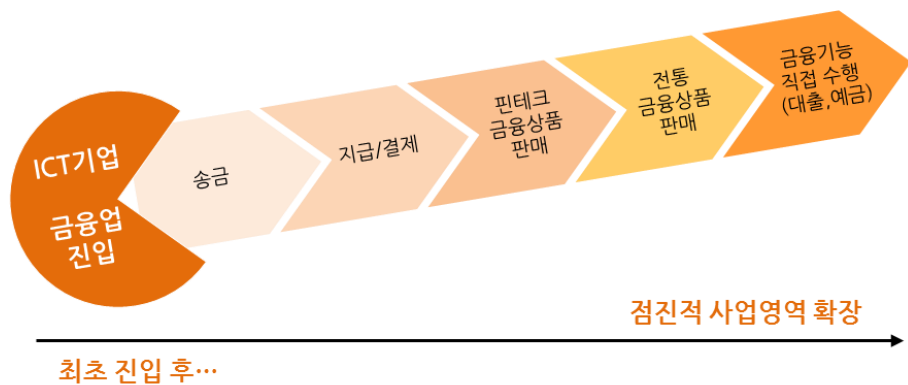 ICT기업
금융업
진입
송금
지급/결제
핀테크
금융상품
판매
전통
금융상품
판매
금융기능
직접 수행
(대출,예금)
점진적 사업영역 확장
최초 진입 후…